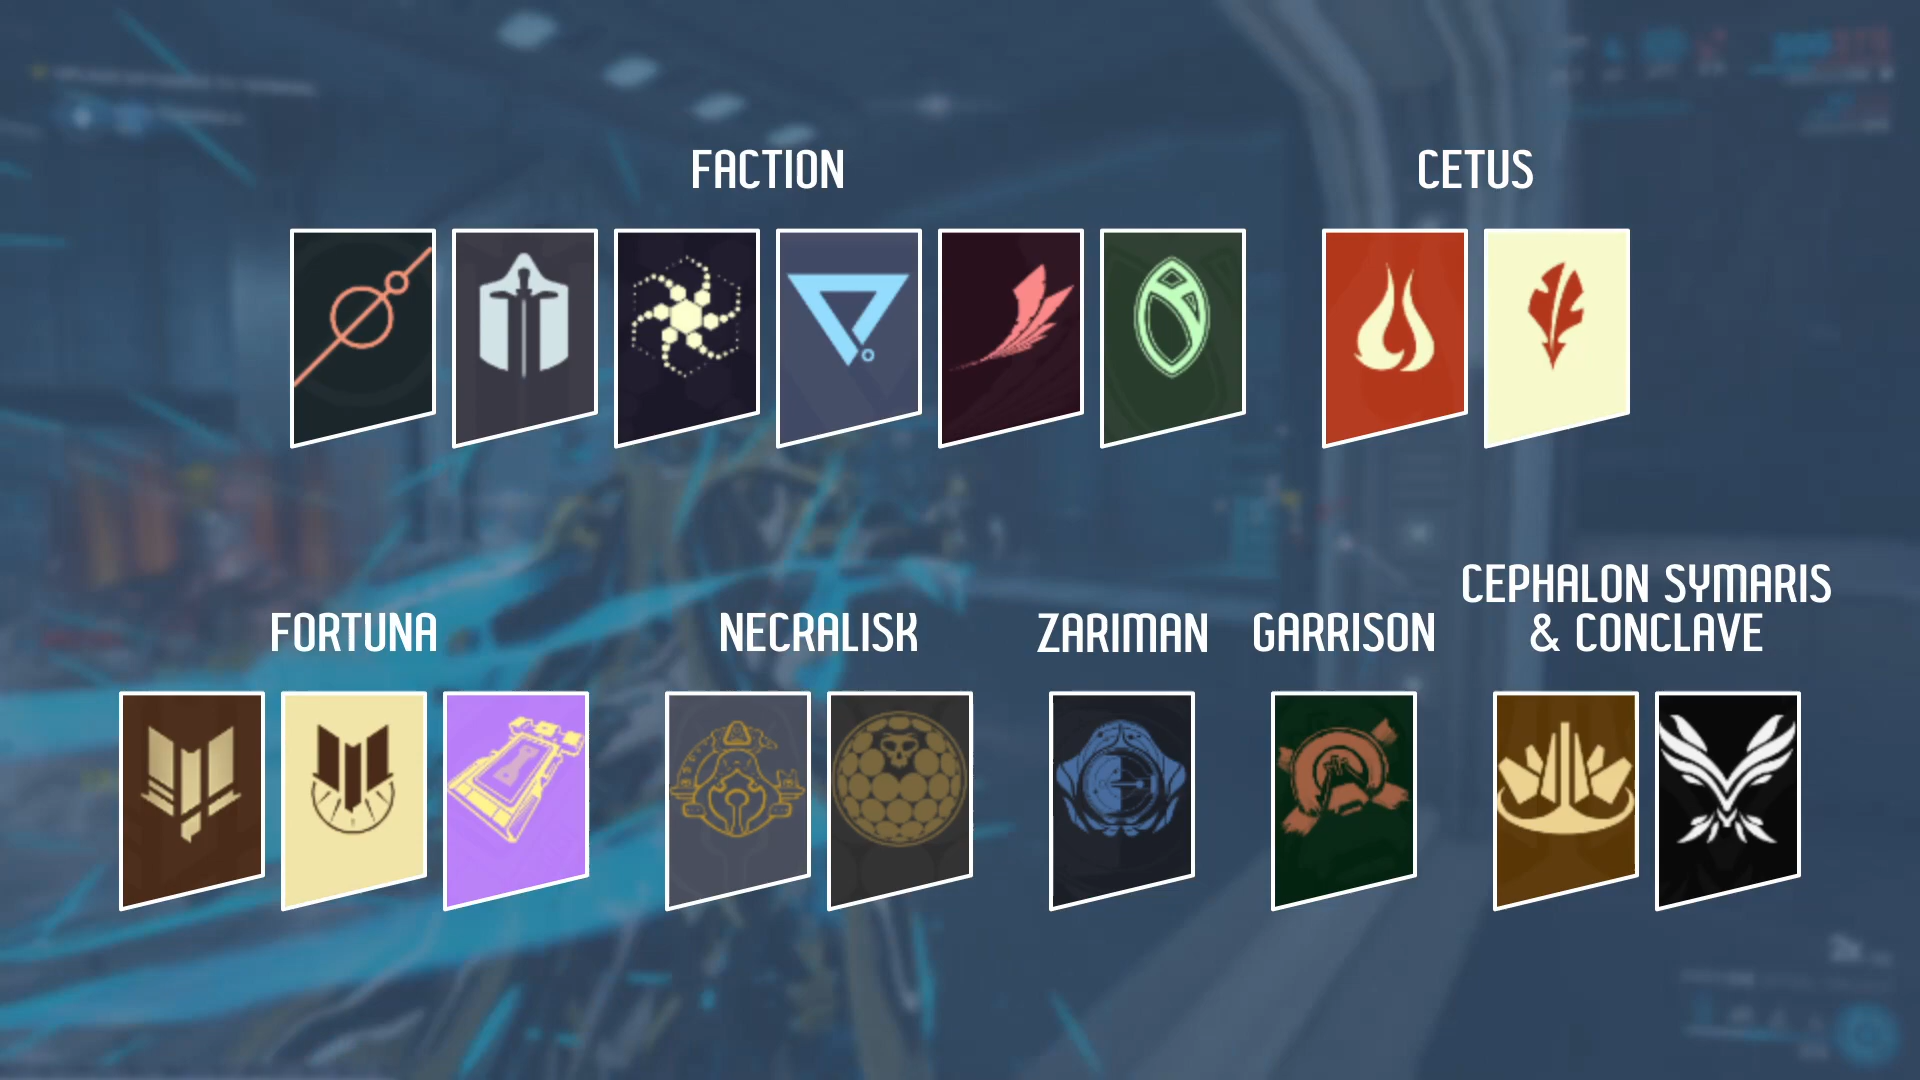 FACTION
CETUS
FORTUNA
NECRALISK
ZARIMAN
GARRISON
CEPHALON SYMARIS
& CONCLAVE